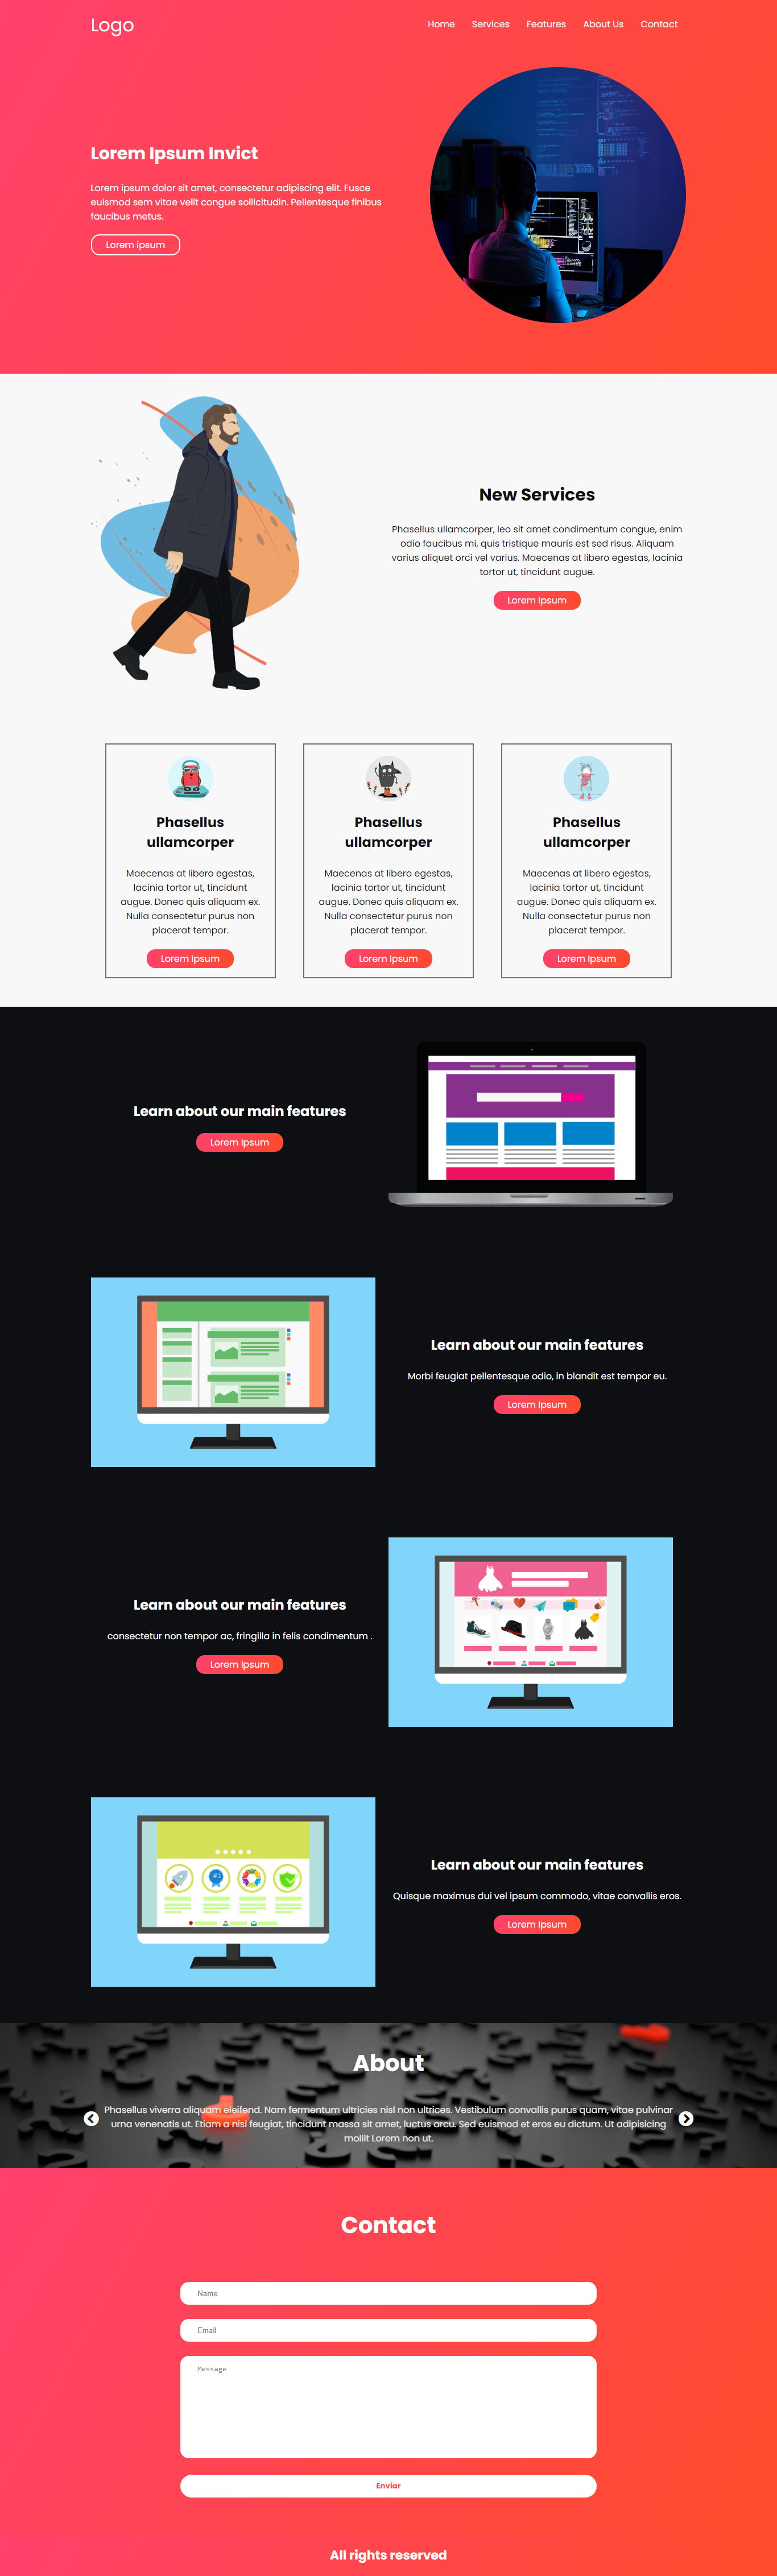 Logo
Home Services Features About Us Contact
Lorem Ipsum Invict
Lorem ipsum dolor sit amet, consectetur adipiscing elit. Fusce
euismod sem vitae velit congue sollicitudin. Pellentesque finibus
faucibus metus.
Lorem ipsum
New Services
Phasellus ullamcorper, leo sit amet condimentum congue, enim
odio faucibus mi, quis tristique mauris est sed risus. Aliquam
varius aliquet orci vel varius. Maecenas at libero egestas, lacinia
tortor ut, tincidunt augue.
Lorem Ipsum
Phasellus
ullamcorper
Maecenas at libero egestas,
lacinia tortor ut, tincidunt
augue. Donec quis aliquam ex.
Nulla consectetur purus non
placerat tempor.
Lorem Ipsum
Phasellus
ullamcorper
Maecenas at libero egestas,
lacinia tortor ut, tincidunt
augue. Donec quis aliquam ex.
Nulla consectetur purus non
placerat tempor.
Lorem Ipsum
Phasellus
ullamcorper
Maecenas at libero egestas,
lacinia tortor ut, tincidunt
augue. Donec quis aliquam ex.
Nulla consectetur purus non
placerat tempor.
Lorem Ipsum
Learn about our main features
Lorem Ipsum
Learn about our main features
Morbi feugiat pellentesque odio, in blandit est tempor eu.
Lorem Ipsum
Learn about our main features
consectetur non tempor ac, fringilla in felis condimentum .
Lorem Ipsum
#1
Learn about our main features
Quisque maximus dui vel ipsum commodo, vitae convallis eros.
Lorem Ipsum
About
Phasellus viverra aliquam eleifend. Nam fermentum ultricies nisl non ultrices. Vestibulum convallis purus quam, vitae pulvinar
urna venenatis ut. Etiam a nisi feugiat, tincidunt massa sit amet, luctus arcu. Sed euismod et eros eu dictum. Ut adipisicing
mollit Lorem non ut.
Contact
Name
Email
Message
Enviar
All rights reserved